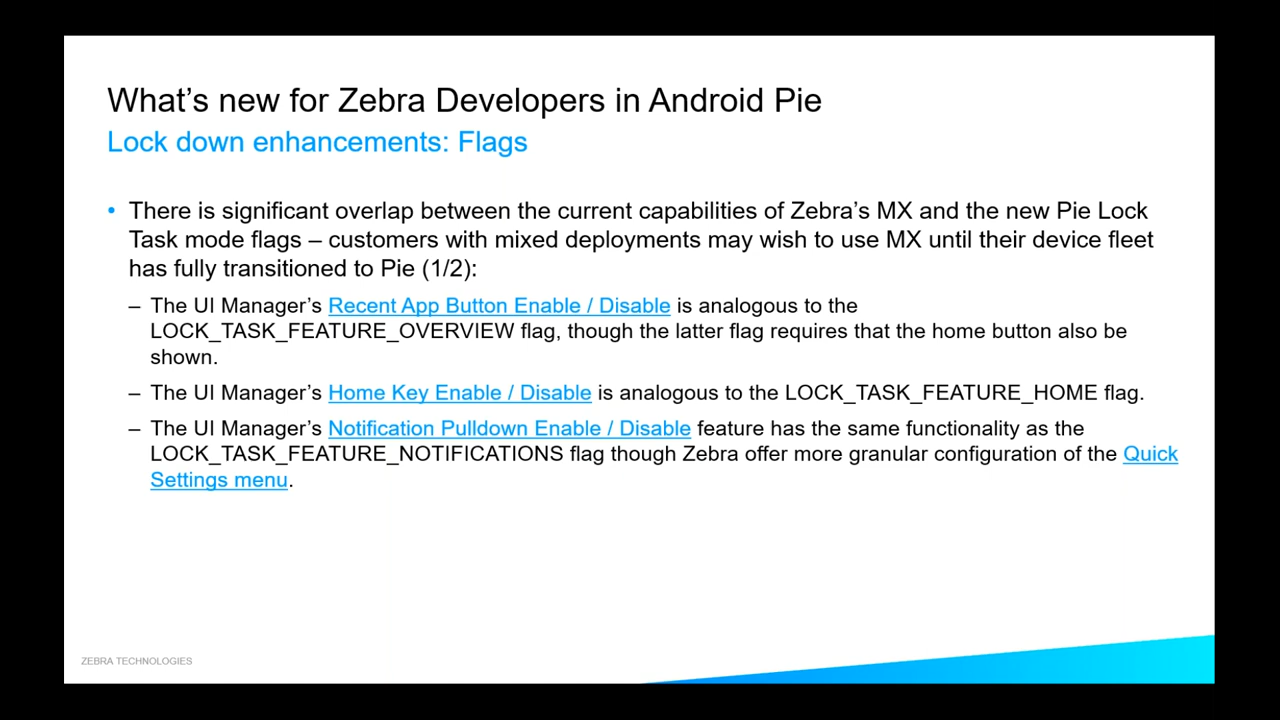 What’s new for Zebra Developers in Android Pie
Lock down enhancements: Flags
• There is significant overlap between the current capabilities of Zebra’s MX and the new Pie Lock
Task mode flags – customers with mixed deployments may wish to use MX until their device fleet
has fully transitioned to Pie (1/2):
– The UI Manager’s Recent App Button Enable / Disable is analogous to the
LOCK_TASK_FEATURE_OVERVIEW flag, though the latter flag requires that the home button also be
shown.
– The UI Manager’s Home Key Enable / Disable is analogous to the LOCK_TASK_FEATURE_HOME flag.
– The UI Manager’s Notification Pulldown Enable / Disable feature has the same functionality as the
LOCK_TASK_FEATURE_NOTIFICATIONS flag though Zebra offer more granular configuration of the Quick
Settings menu.
ZEBRA TECHNOLOGIES